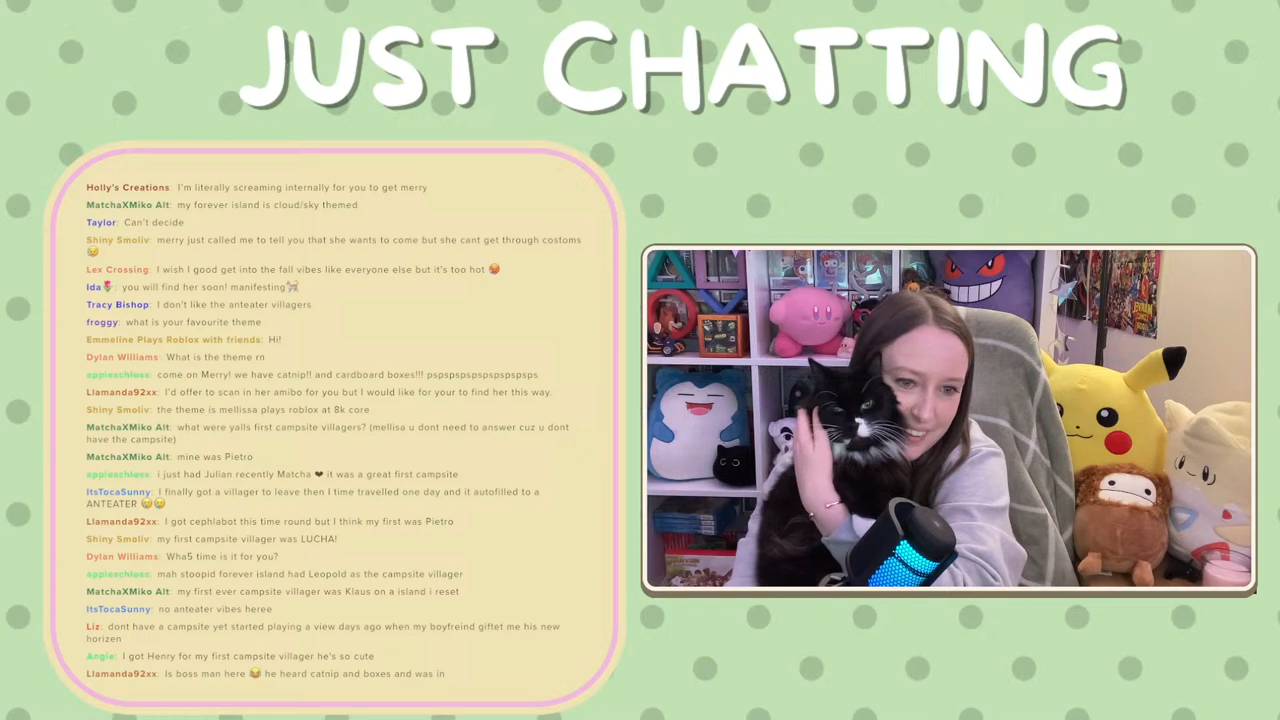 JUST CHATTING
Holly's Creations: I'm literally screaming internally for you to get merry
MatchaXMiko Alt: my forever island is cloud/sky themed
Taylor: Can't decide
Shiny Smoliv: merry just called me to tell you that she wants to come but she cant get through costoms
😢
Lex Crossing: I wish I good get into the fall vibes like everyone else but it's too hot 🥵
Ida🌷: you will find her soon! manifesting🐈
Tracy Bishop: I don't like the anteater villagers
froggy: what is your favourite theme
Emmeline Plays Roblox with friends: Hi!
Dylan Williams: What is the theme rn
appleschloss: come on Merry! we have catnip!! and cardboard boxes!!! pspspspspspspspsps
Llamanda92xx: I'd offer to scan in her amibo for you but I would like for your to find her this way.
Shiny Smoliv: the theme is mellissa plays roblox at 8k core
MatchaXMiko Alt: what were yalls first campsite villagers? (mellisa u dont need to answer cuz u dont
have the campsite)
MatchaXMiko Alt: mine was Pietro
appleschloss: i just had Julian recently Matcha ❤ it was a great first campsite
ItsTocaSunny: I finally got a villager to leave then I time travelled one day and it autofilled to a
ANTEATER 😢😢
Llamanda92xx: I got cephlabot this time round but I think my first was Pietro
Shiny Smoliv: my first campsite villager was LUCHA!
Dylan Williams: Wha5 time is it for you?
appleschloss: mah stoopid forever island had Leopold as the campsite villager
MatchaXMiko Alt: my first ever campsite villager was Klaus on a island i reset
ItsTocaSunny: no anteater vibes heree
Liz: dont have a campsite yet started playing a view days ago when my boyfreind giftet me his new
horizen
Angie: I got Henry for my first campsite villager he's so cute
Llamanda92xx: Is boss man here 😂 he heard catnip and boxes and was in